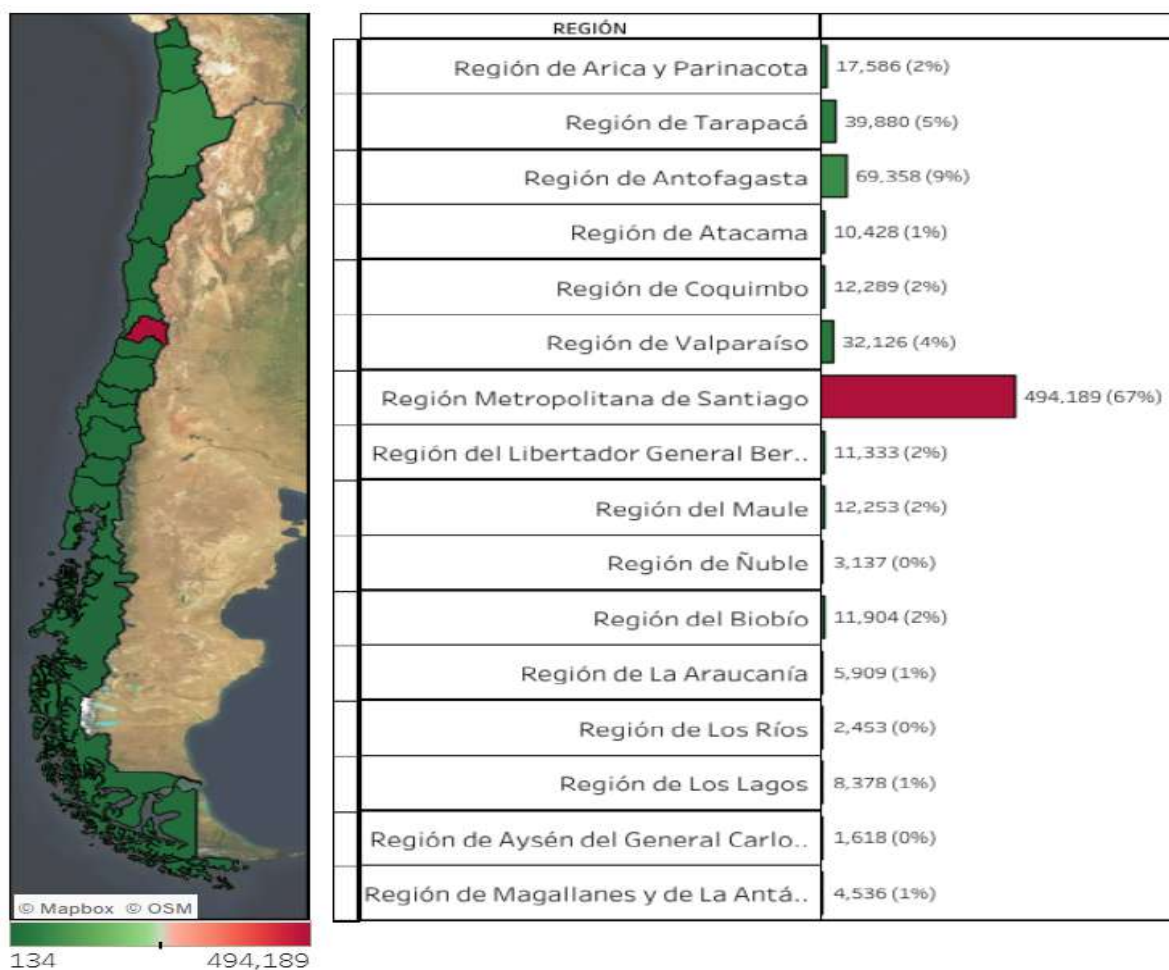 REGIÓN
Región de Arica y Parinacota 17,586 (2%)
Región de Tarapacá 39,880 (5%)
Región de Antofagasta 69,358 (9%)
Región de Atacama 10,428 (1%)
Región de Coquimbo 12,289 (2%)
Región de Valparaíso 32,126 (4%)
Región Metropolitana de Santiago 494,189 (67%)
Región del Libertador General Ber.. 11,333 (2%)
Región del Maule 12,253 (2%)
Región de Ñuble 3,137 (0%)
Región del Biobío 11,904 (2%)
Región de La Araucanía 5,909 (1%)
Región de Los Ríos 2,453 (0%)
Región de Los Lagos 8,378 (1%)
Región de Aysén del General Carlo.. 1,618 (0%)
Región de Magallanes y de La Antá.. 4,536 (1%)
© Mapbox © OSM
134 494,189